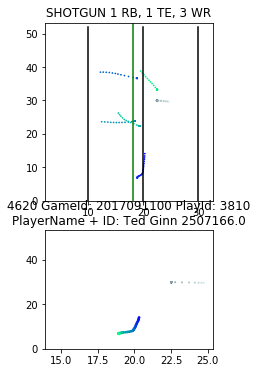 SHOTGUN 1 RB, 1 TE, 3 WR
50
40
30
20
10
0
10 20 30
4620 GameId: 2017091100 PlayId: 3810
PlayerName + ID: Ted Ginn 2507166.0
40
20
0
15.0 17.5 20.0 22.5 25.0